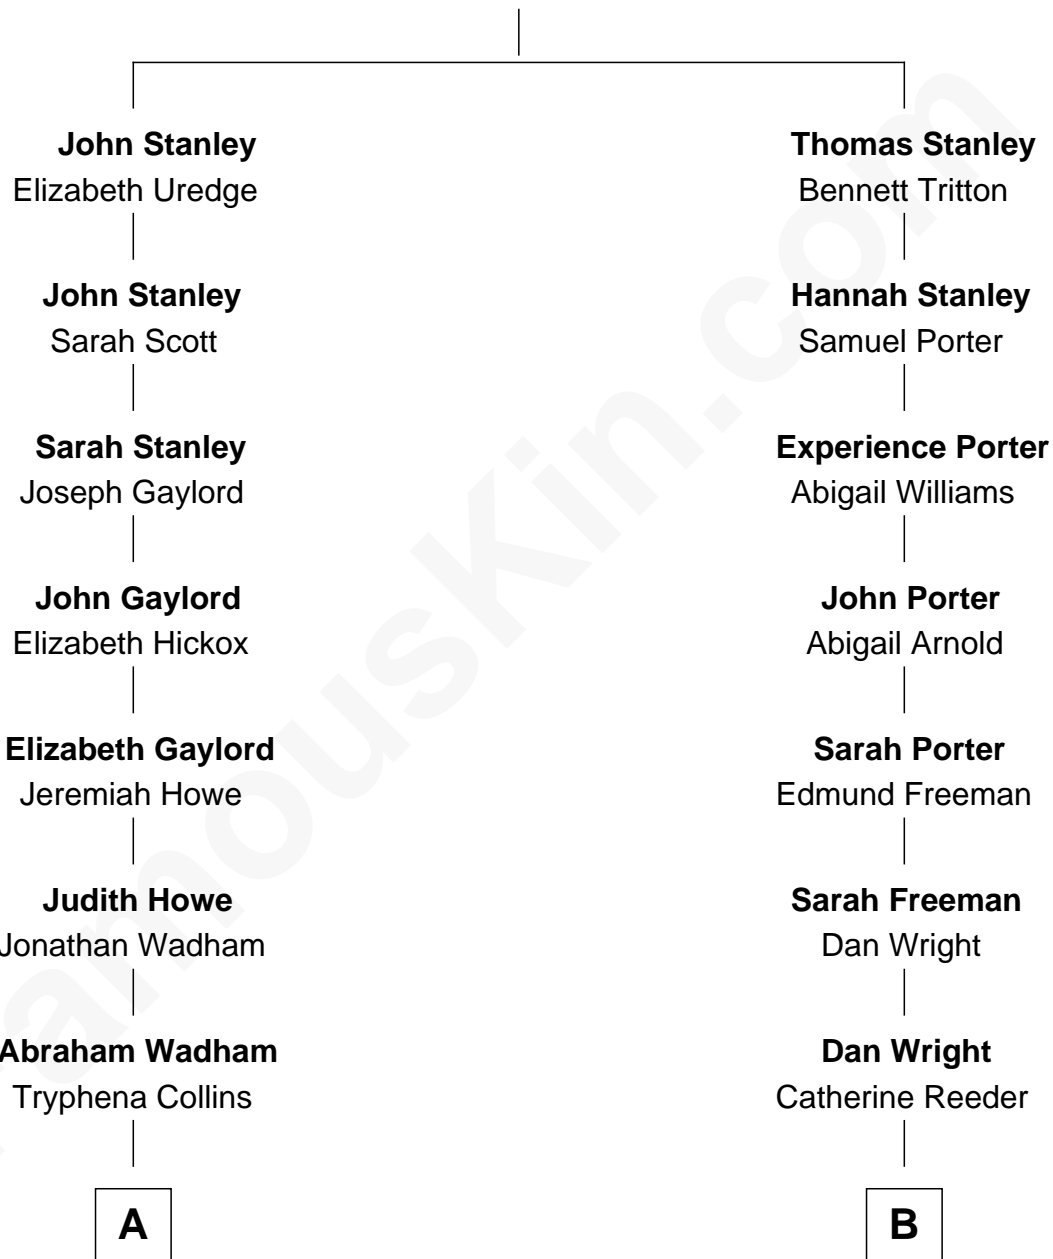 John Stanley
Elizabeth Uredge
John Stanley
Sarah Scott
Sarah Stanley
Joseph Gaylord
John Gaylord
Elizabeth Hickox
Elizabeth Gaylord
Jeremiah Howe
Judith Howe
Jonathan Wadham
Abraham Wadham
Tryphena Collins
A
Thomas Stanley
Bennett Tritton
Hannah Stanley
Samuel Porter
Experience Porter
Abigail Williams
John Porter
Abigail Arnold
Sarah Porter
Edmund Freeman
Sarah Freeman
Dan Wright
Dan Wright
Catherine Reeder
B
FamousKin.com